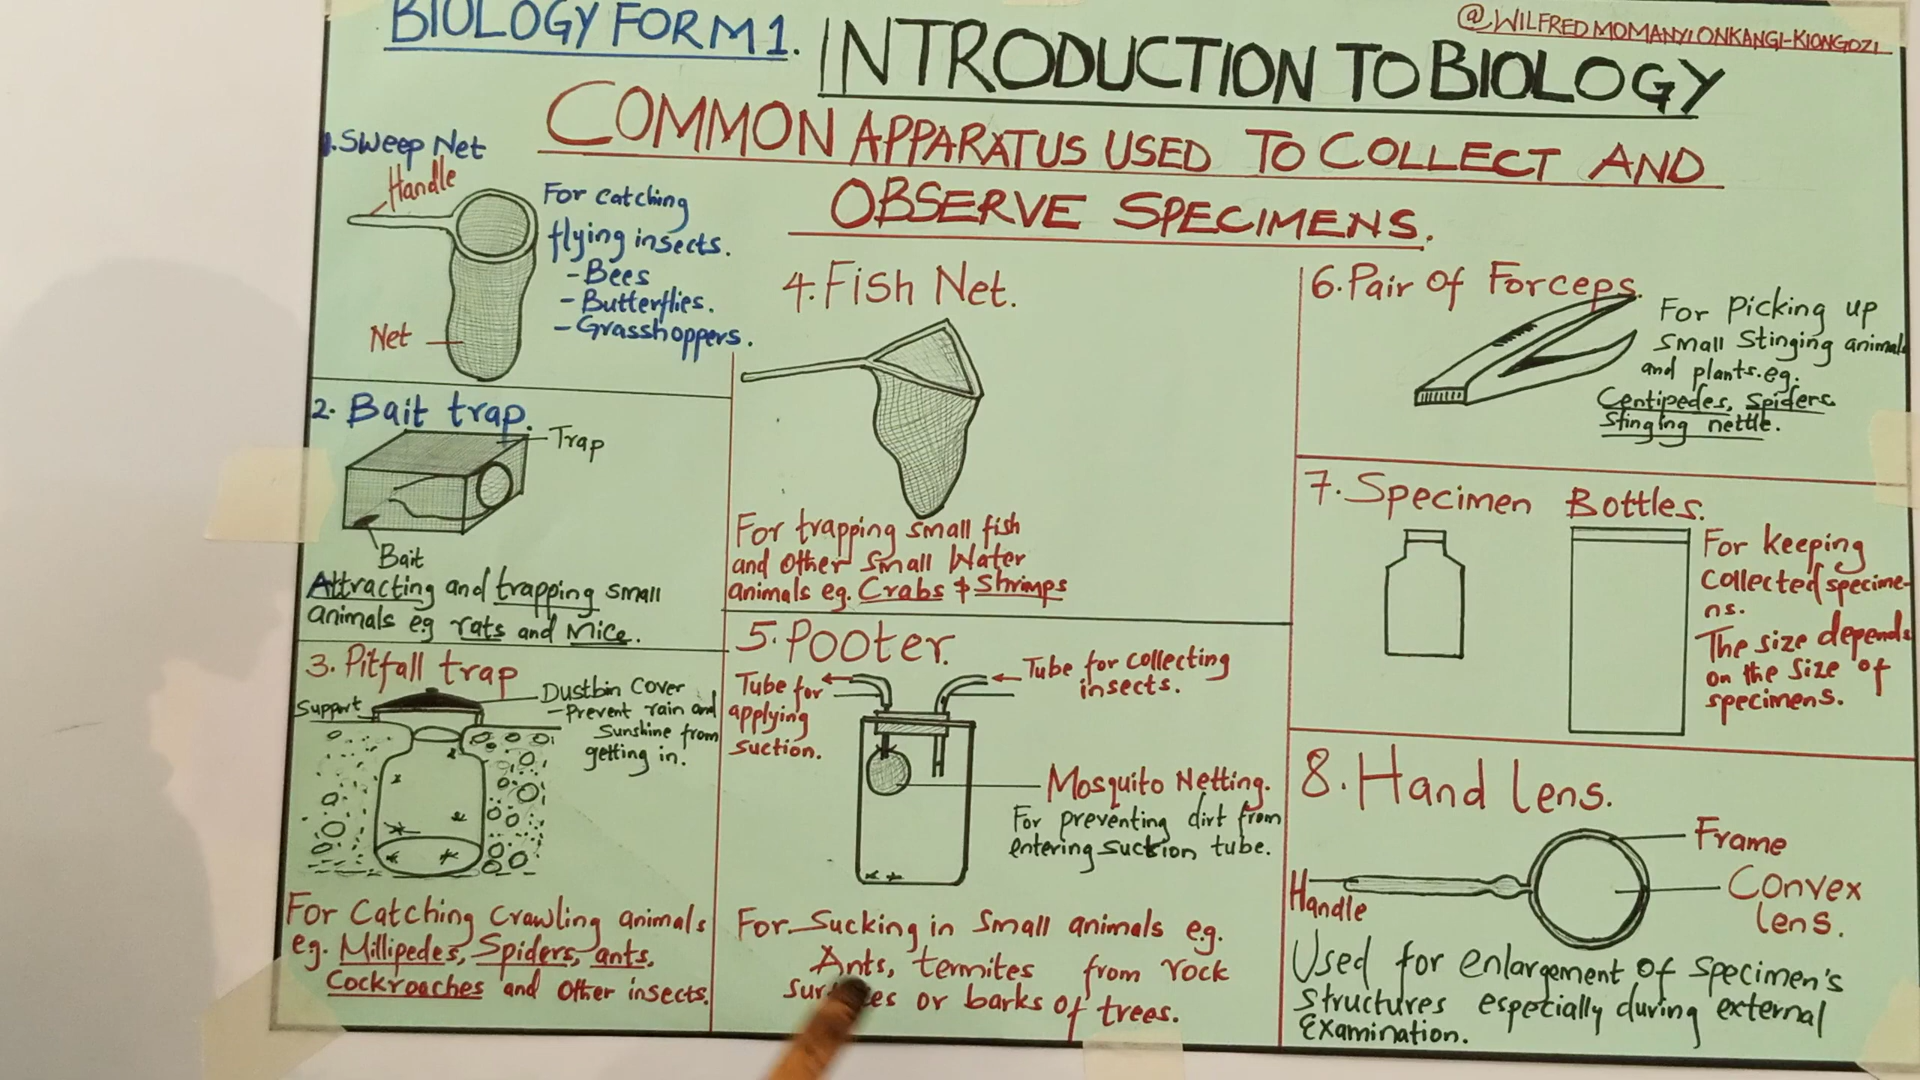 BIOLOGY FORM 1.
INTRODUCTION TO BIOLOGY
@WILFREDMOMANYIONKANGI-KIONGOZI
COMMON APPARATUS USED TO COLLECT AND
OBSERVE SPECIMENS.
1. Sweep Net
Handle
Net
For catching
flying insects.
- Bees
- Butterflies.
- Grasshoppers.
2. Bait trap.
Trap
Bait
Attracting and trapping small
animals eg rats and Mice.
3. Pitfall trap
Support
Dustbin Cover
- Prevent rain and
Sunshine from
getting in.
For Catching Crawling animals
eg. Millipedes, Spiders, ants,
Cockroaches and other insects.
4. Fish Net.
For trapping small fish
and other small Water
animals eg. Crabs & Shrimps
5. Pooter.
Tube for
applying
suction.
Tube for collecting
insects.
Mosquito Netting.
For preventing dirt from
entering suction tube.
For Sucking in Small animals eg.
Ants, termites from rock
or barks of trees.
6. Pair of Forceps.
For Picking up
Small Stinging animal
and plants. eg.
Centipedes, Spiders
Stinging nettle.
7. Specimen Bottles.
For keeping
Collected specime-
ns.
The size depends
on the size of
specimens.
8. Hand lens.
Frame
Handle
Convex
lens.
Used for enlargement of Specimen's
Structures especially during external
Examination.